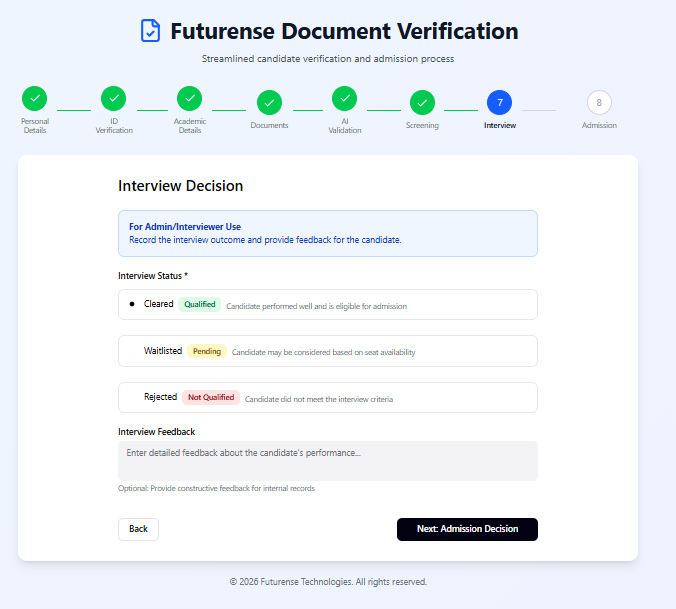 Futurense Document Verification
Streamlined candidate verification and admission process
Personal
Details
ID
Verification
Academic
Details
Documents
AI
Validation
Screening
7
Interview
8
Admission
Interview Decision
For Admin/Interviewer Use
Record the interview outcome and provide feedback for the candidate.
Interview Status *
Cleared Qualified Candidate performed well and is eligible for admission
Waitlisted Pending Candidate may be considered based on seat availability
Rejected Not Qualified Candidate did not meet the interview criteria
Interview Feedback
Enter detailed feedback about the candidate's performance...
Optional: Provide constructive feedback for internal records
Back
Next: Admission Decision
© 2026 Futurense Technologies. All rights reserved.